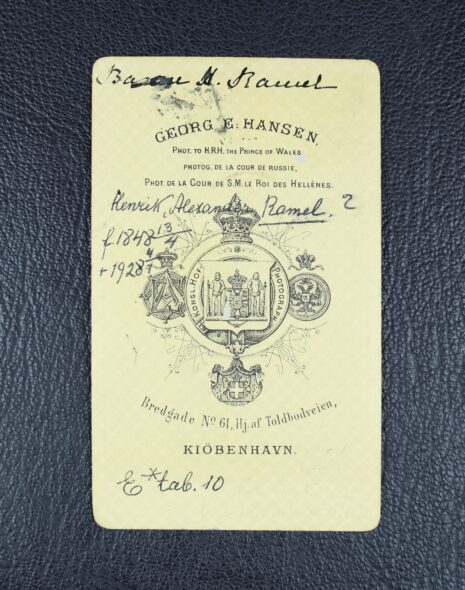 Baron H. Ramel
GEORG E. HANSEN,
PHOT. TO H.R.H. THE PRINCE OF WALES
PHOTOG. DE LA COUR DE RUSSIE,
PHOT. DE LA COUR DE S.M. LE ROI DES HELLÈNES.
Henrik, Alexander Ramel. 2
f. 1848 13/4
+ 1928
KONGL. HOF-PHOTOGRAPH
Bredgade No 61, Hj. af Toldbodveien,
KIÖBENHAVN.
E* tab. 10